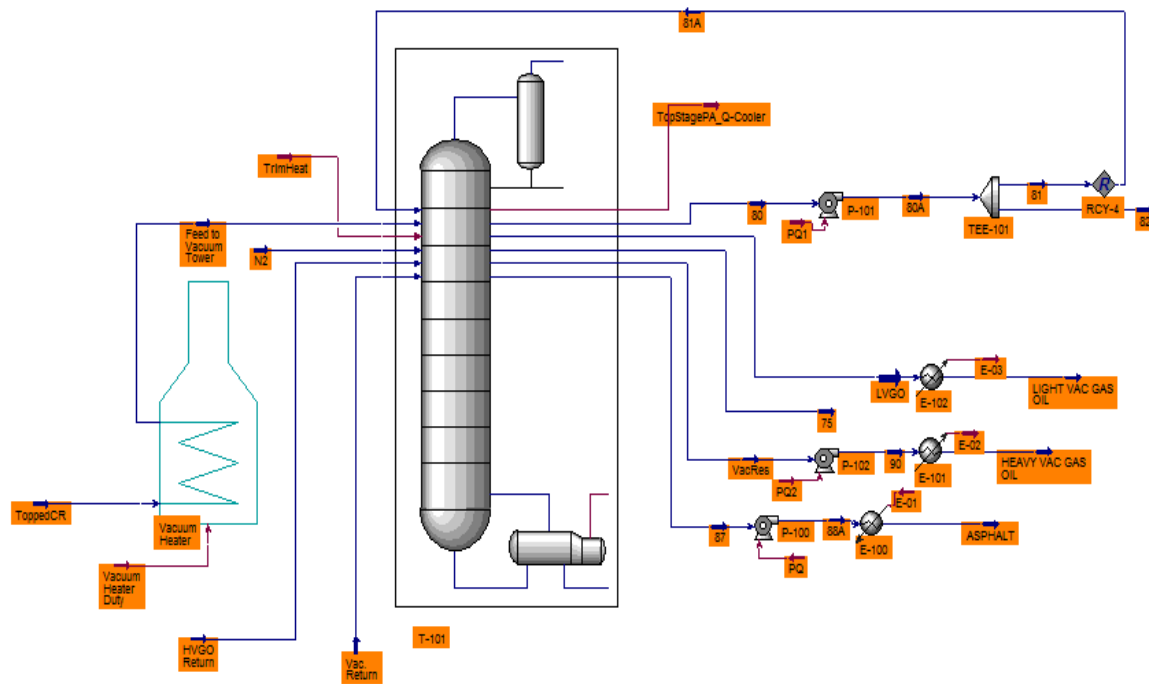 81A
TopStagePA_Q-Cooler
TrimHeat
80
P-101
80A
81
TEE-101
RCY-4
82
PQ1
Feed to
Vacuum
Tower
N2
E-03
LVGO
E-102
LIGHT VAC GAS
OIL
75
E-02
VacRes
P-102
90
E-101
HEAVY VAC GAS
OIL
PQ2
E-01
ToppedCR
Vacuum
Heater
87
P-100
88A
E-100
ASPHALT
PQ
Vacuum
Heater
Duty
T-101
HVGO
Return
Vac.
Return
R